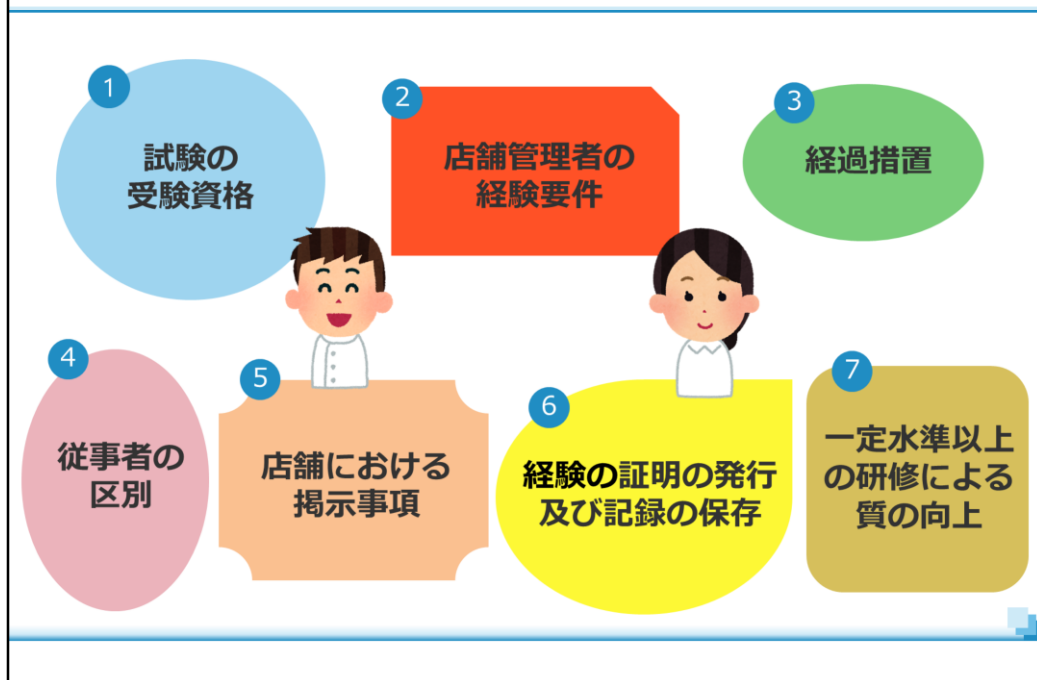 1
試験の
受験資格
2
店舗管理者の
経験要件
3
経過措置
4
従事者の
区別
5
店舗における
掲示事項
6
経験の証明の発行
及び記録の保存
7
一定水準以上
の研修による
質の向上